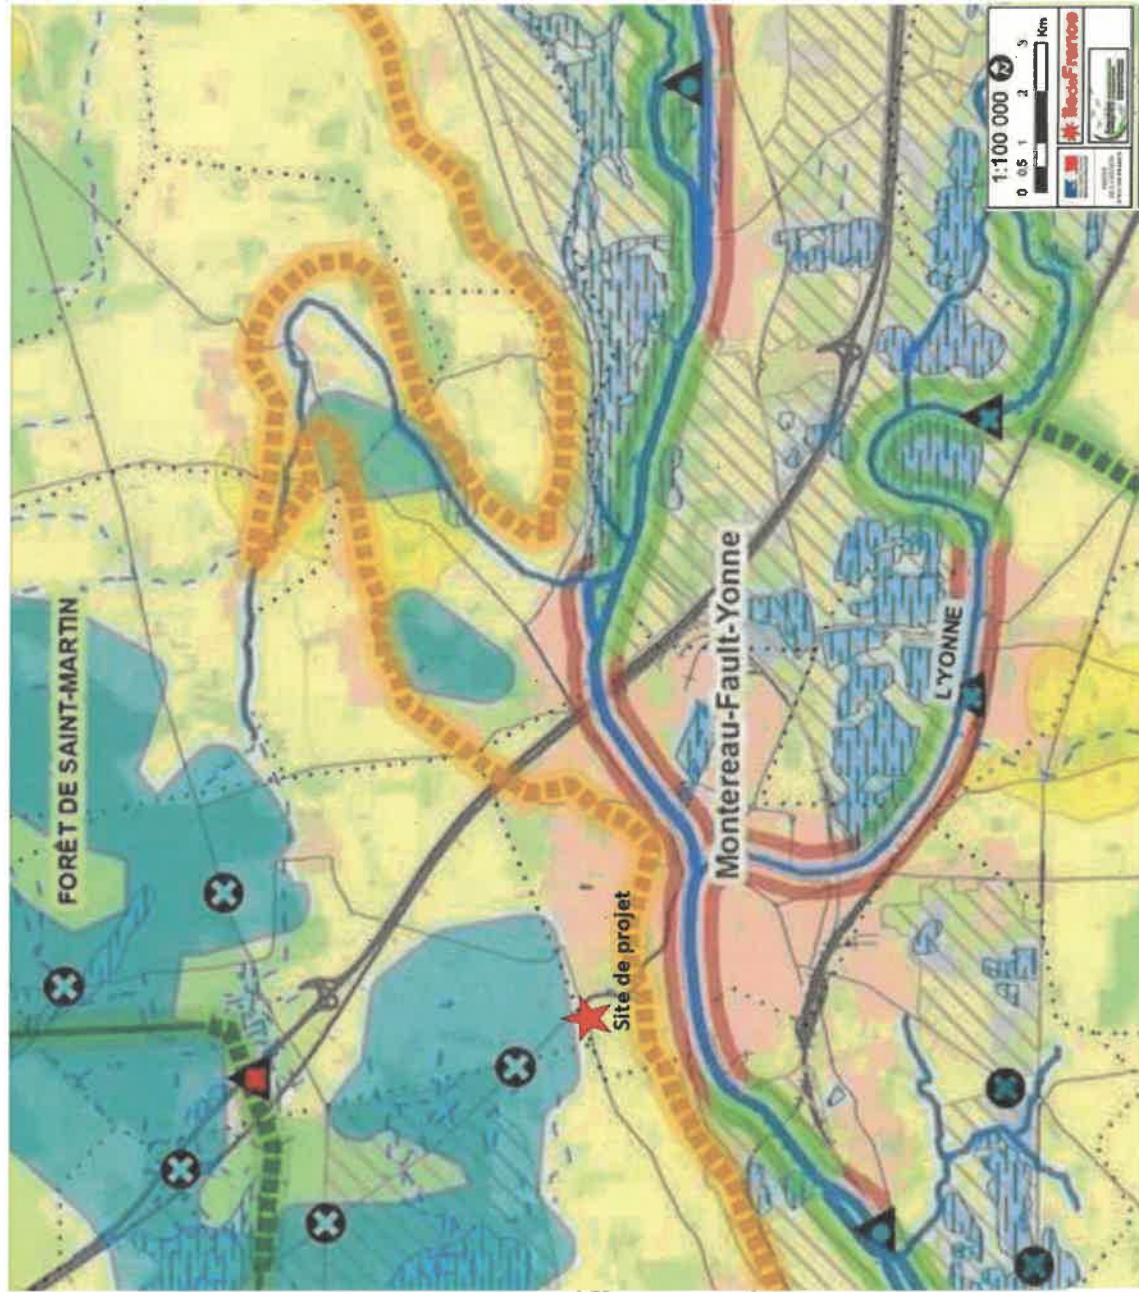 FORÊT DE SAINT-MARTIN
Site de projet
Montereau-Fault-Yonne
L'YONNE
1:100 000
N
0 0.5 1 2 3 Km
îledeFrance